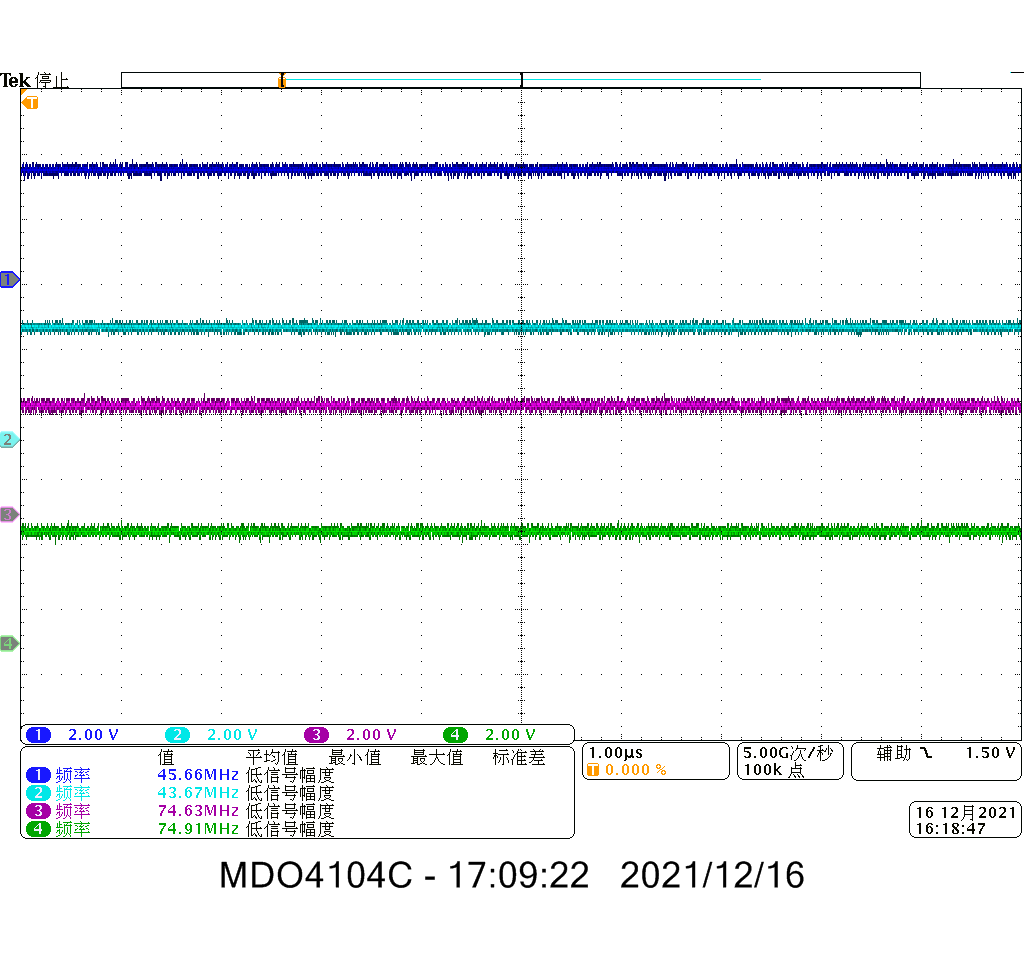 Tek 停止
T
1
2
3
4
1 2.00 V 2 2.00 V 3 2.00 V 4 2.00 V
值 平均值 最小值 最大值 标准差
1 频率 45.66MHz 低信号幅度
2 频率 43.67MHz 低信号幅度
3 频率 74.63MHz 低信号幅度
4 频率 74.91MHz 低信号幅度
1.00µs
T 0.000 %
5.00G次/秒
100k 点
辅助 1.50 V
16 12月2021
16:18:47
MDO4104C - 17:09:22 2021/12/16